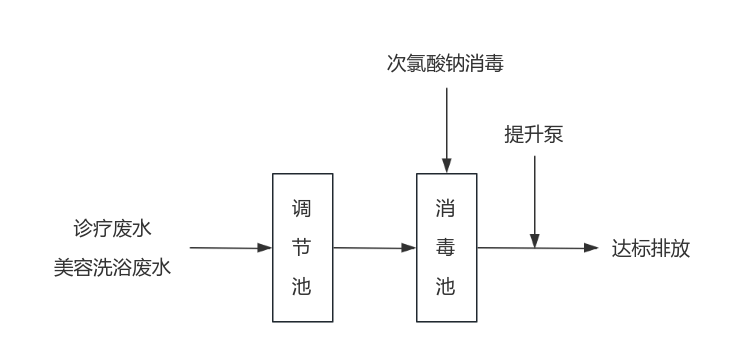 次氯酸钠消毒
提升泵
诊疗废水
美容洗浴废水
调节池
消毒池
达标排放